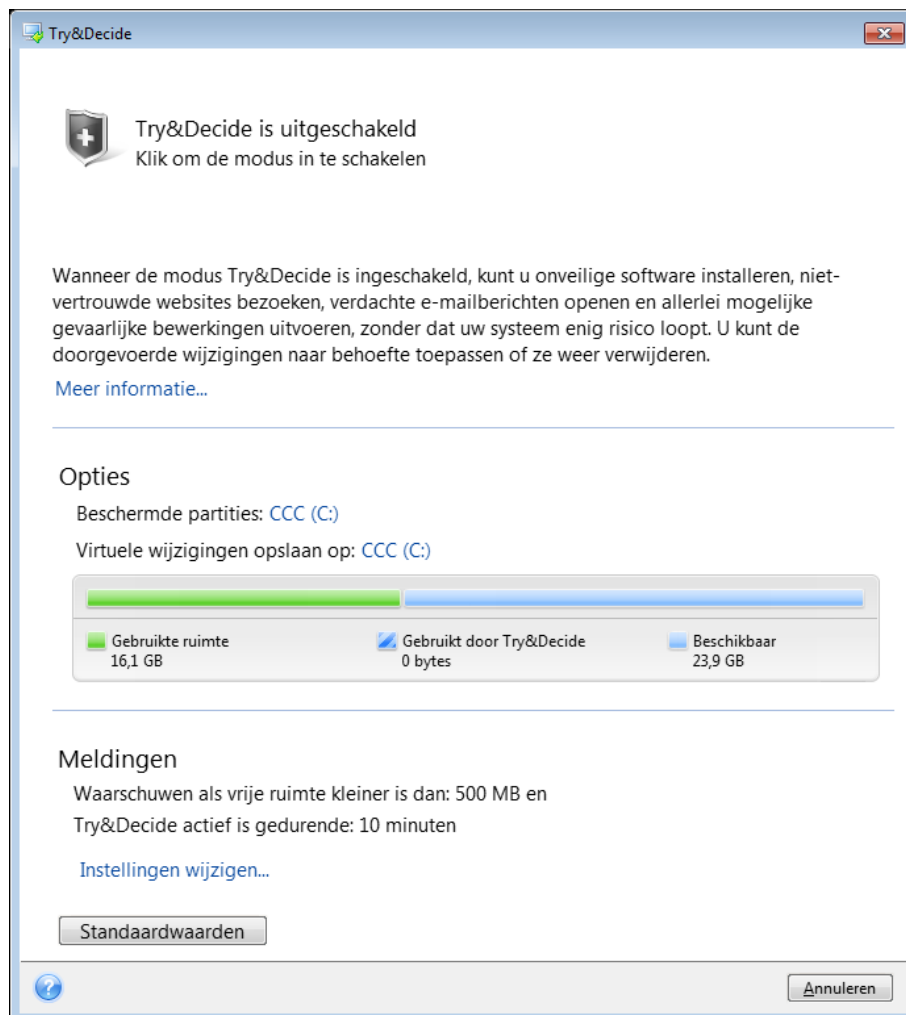 Try&Decide
Try&Decide is uitgeschakeld
Klik om de modus in te schakelen
Wanneer de modus Try&Decide is ingeschakeld, kunt u onveilige software installeren, niet-
vertrouwde websites bezoeken, verdachte e-mailberichten openen en allerlei mogelijke
gevaarlijke bewerkingen uitvoeren, zonder dat uw systeem enig risico loopt. U kunt de
doorgevoerde wijzigingen naar behoefte toepassen of ze weer verwijderen.
Meer informatie...
Opties
Beschermde partities: CCC (C:)
Virtuele wijzigingen opslaan op: CCC (C:)
Gebruikte ruimte
16,1 GB
Gebruikt door Try&Decide
0 bytes
Beschikbaar
23,9 GB
Meldingen
Waarschuwen als vrije ruimte kleiner is dan: 500 MB en
Try&Decide actief is gedurende: 10 minuten
Instellingen wijzigen...
Standaardwaarden
Annuleren